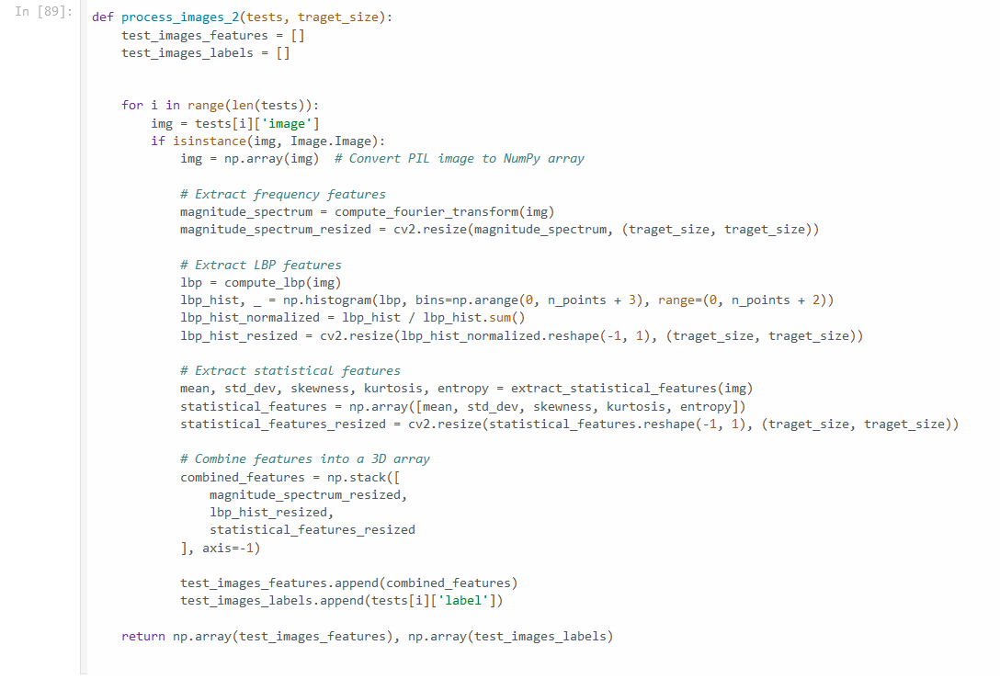 In [89]:
def process_images_2(tests, traget_size):
    test_images_features = []
    test_images_labels = []
    for i in range(len(tests)):
        img = tests[i]['image']
        if isinstance(img, Image.Image):
            img = np.array(img)  # Convert PIL image to NumPy array
            # Extract frequency features
            magnitude_spectrum = compute_fourier_transform(img)
            magnitude_spectrum_resized = cv2.resize(magnitude_spectrum, (traget_size, traget_size))
            # Extract LBP features
            lbp = compute_lbp(img)
            lbp_hist, _ = np.histogram(lbp, bins=np.arange(0, n_points + 3), range=(0, n_points + 2))
            lbp_hist_normalized = lbp_hist / lbp_hist.sum()
            lbp_hist_resized = cv2.resize(lbp_hist_normalized.reshape(-1, 1), (traget_size, traget_size))
            # Extract statistical features
            mean, std_dev, skewness, kurtosis, entropy = extract_statistical_features(img)
            statistical_features = np.array([mean, std_dev, skewness, kurtosis, entropy])
            statistical_features_resized = cv2.resize(statistical_features.reshape(-1, 1), (traget_size, traget_size))
            # Combine features into a 3D array
            combined_features = np.stack([
                magnitude_spectrum_resized,
                lbp_hist_resized,
                statistical_features_resized
            ], axis=-1)
            test_images_features.append(combined_features)
            test_images_labels.append(tests[i]['label'])
    return np.array(test_images_features), np.array(test_images_labels)